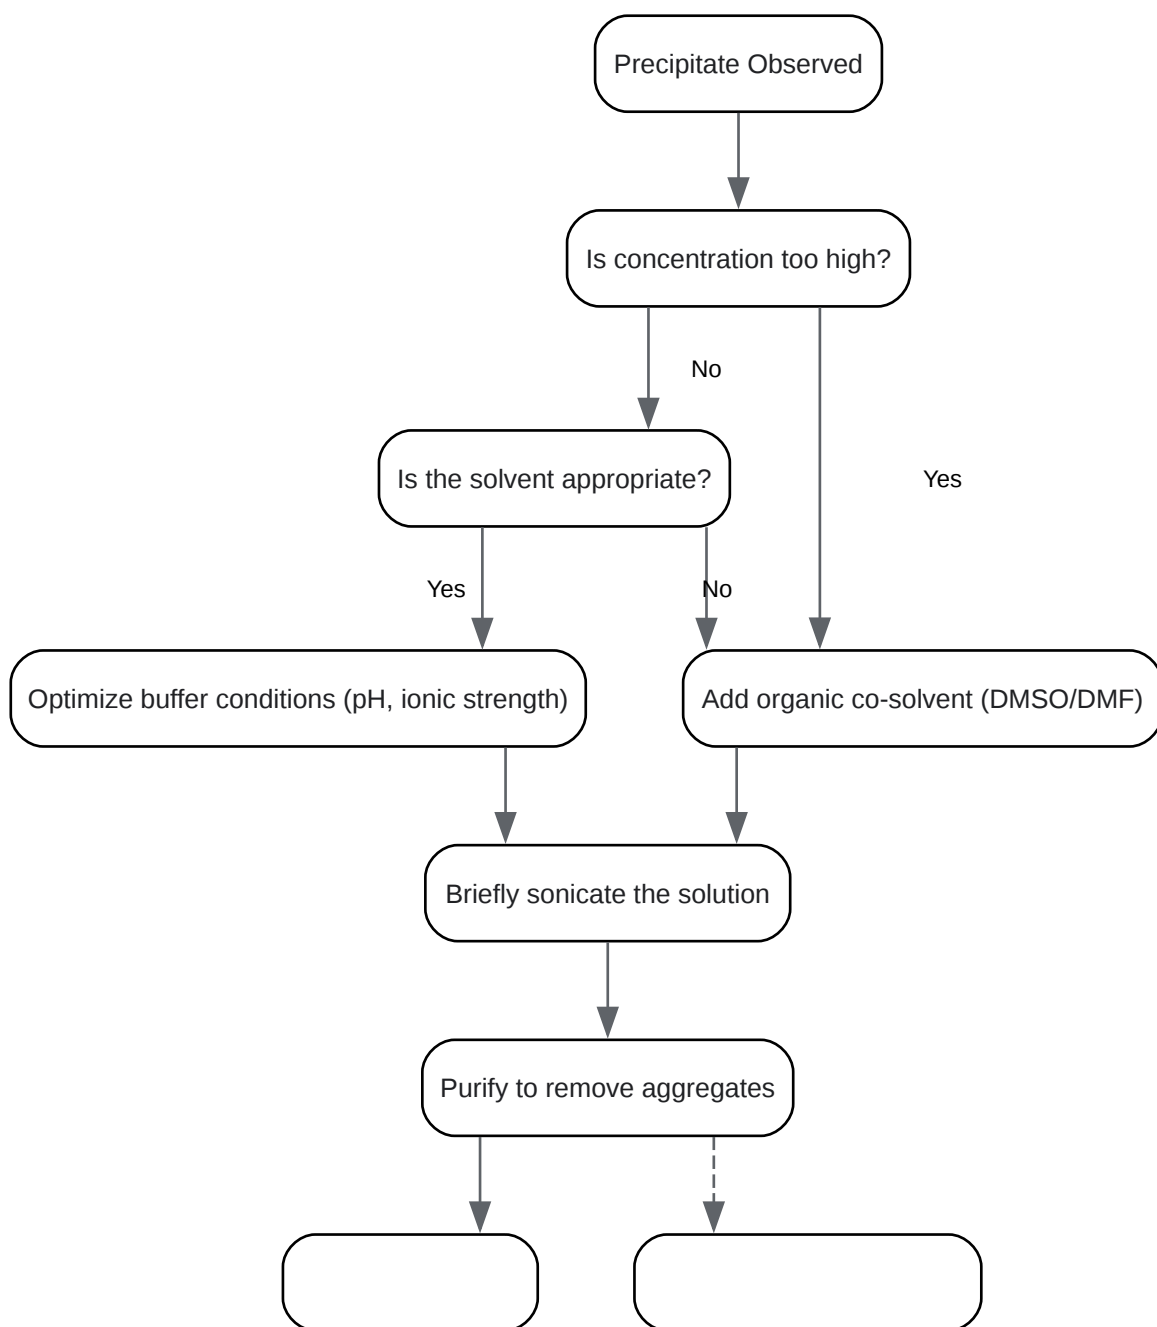 Precipitate Observed
Is concentration too high?
No
Is the solvent appropriate?
Yes
Yes
No
Optimize buffer conditions (pH, ionic strength)
Add organic co-solvent (DMSO/DMF)
Briefly sonicate the solution
Purify to remove aggregates